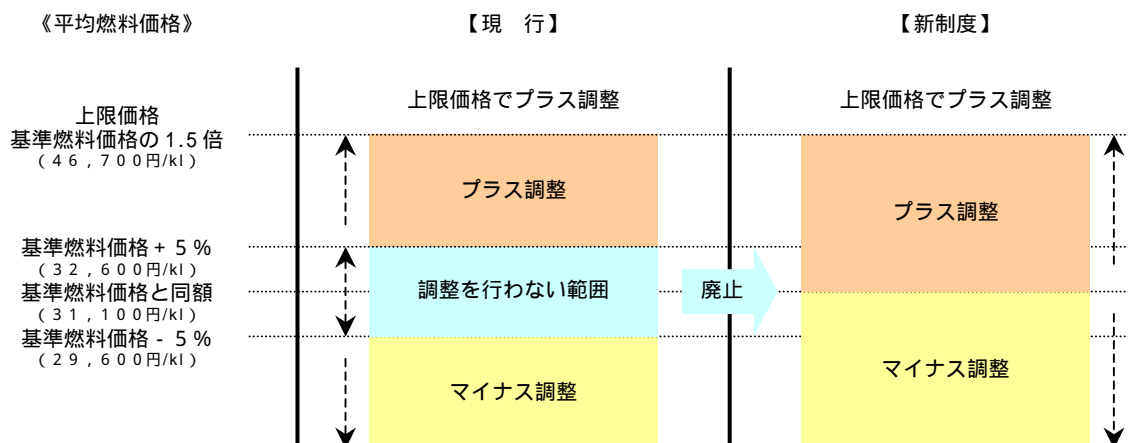 《平均燃料価格》
【現　行】
【新制度】
上限価格でプラス調整
上限価格でプラス調整
上限価格
基準燃料価格の1.5倍
(46,700円/kl)
プラス調整
プラス調整
基準燃料価格+5%
(32,600円/kl)
調整を行わない範囲
廃止
基準燃料価格と同額
(31,100円/kl)
基準燃料価格-5%
(29,600円/kl)
マイナス調整
マイナス調整